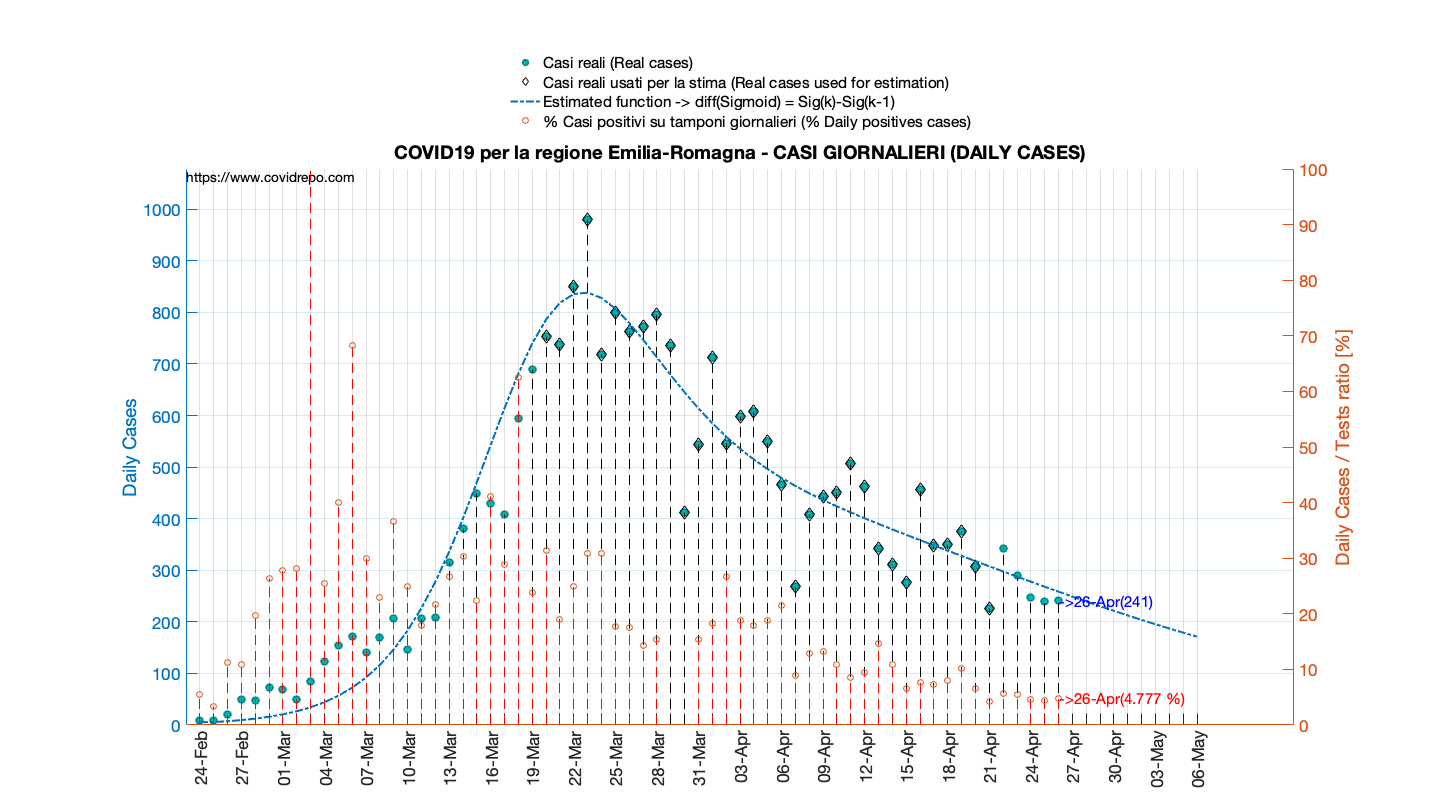 Casi reali (Real cases)
Casi reali usati per la stima (Real cases used for estimation)
Estimated function -> diff(Sigmoid) = Sig(k)-Sig(k-1)
% Casi positivi su tamponi giornalieri (% Daily positives cases)
COVID19 per la regione Emilia-Romagna - CASI GIORNALIERI (DAILY CASES)
https://www.covidrepo.com
Daily Cases
1000
900
800
700
600
500
400
300
200
100
0
100
90
80
70
60
50
40
30
20
10
0
Daily Cases / Tests ratio [%]
->26-Apr(241)
->26-Apr(4.777 %)
24-Feb
27-Feb
01-Mar
04-Mar
07-Mar
10-Mar
13-Mar
16-Mar
19-Mar
22-Mar
25-Mar
28-Mar
31-Mar
03-Apr
06-Apr
09-Apr
12-Apr
15-Apr
18-Apr
21-Apr
24-Apr
27-Apr
30-Apr
03-May
06-May